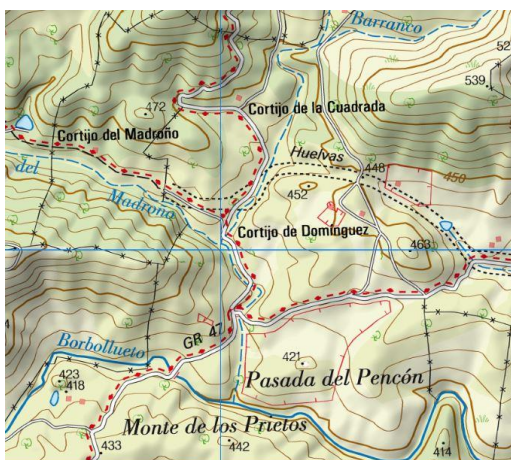 Barranco
52
539
472
Cortijo de la Cuadrada
Cortijo del Madroño
Huelvas
448
del
450
452
Madroño
Cortijo de Domínguez
463
GR 47
Borbollueto
421
423
418
Pasada del Pencón
Monte de los Prietos
433
442
414